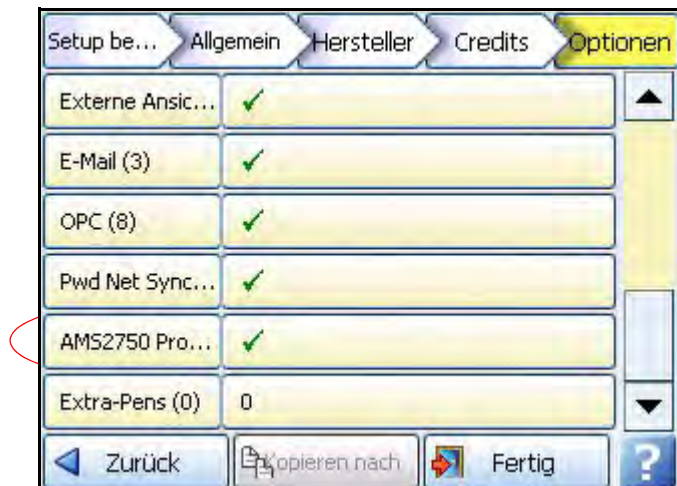 Setup be... Allgemein Hersteller Credits Optionen
Externe Ansic...
E-Mail (3)
OPC (8)
Pwd Net Sync...
AMS2750 Pro...
Extra-Pens (0) 0
Zurück Kopieren nach Fertig ?